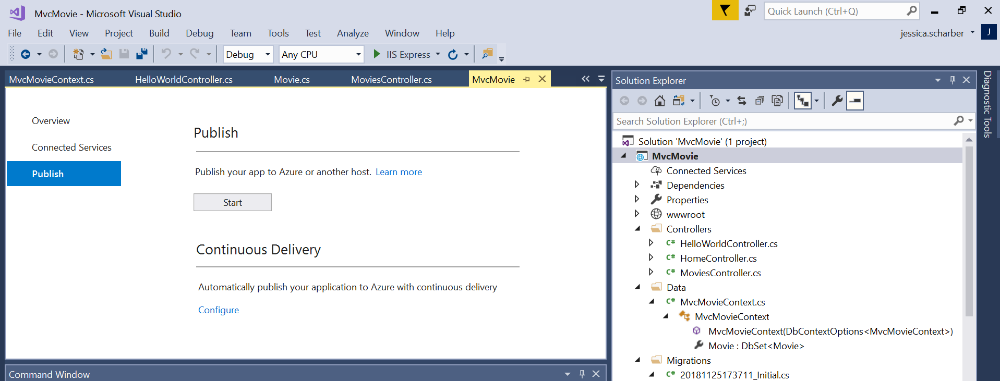 MvcMovie - Microsoft Visual Studio
Quick Launch (Ctrl+Q)
File Edit View Project Build Debug Team Tools Test Analyze Window Help
jessica.scharber J
Debug Any CPU IIS Express
MvcMovieContext.cs HelloWorldController.cs Movie.cs MoviesController.cs MvcMovie
Overview
Connected Services
Publish
Publish
Publish your app to Azure or another host. Learn more
Start
Continuous Delivery
Automatically publish your application to Azure with continuous delivery
Configure
Command Window
Solution Explorer
Search Solution Explorer (Ctrl+;)
Solution 'MvcMovie' (1 project)
MvcMovie
Connected Services
Dependencies
Properties
wwwroot
Controllers
C# HelloWorldController.cs
C# HomeController.cs
C# MoviesController.cs
Data
C# MvcMovieContext.cs
MvcMovieContext
MvcMovieContext(DbContextOptions<MvcMovieContext>)
Movie : DbSet<Movie>
Migrations
C# 20181125173711_Initial.cs
Diagnostic Tools